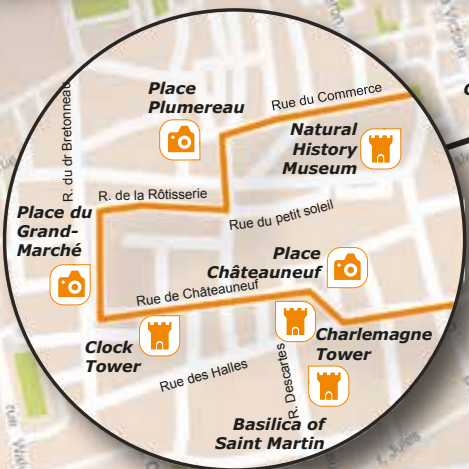 Place
Plumereau
Rue du Commerce
Natural
History
Museum
R. du dr Bretonneau
R. de la Rôtisserie
Rue du petit soleil
Place du
Grand-
Marché
Place
Châteauneuf
Rue de Châteauneuf
Clock
Tower
Charlemagne
Tower
Rue des Halles
R. Descartes
Basilica of
Saint Martin